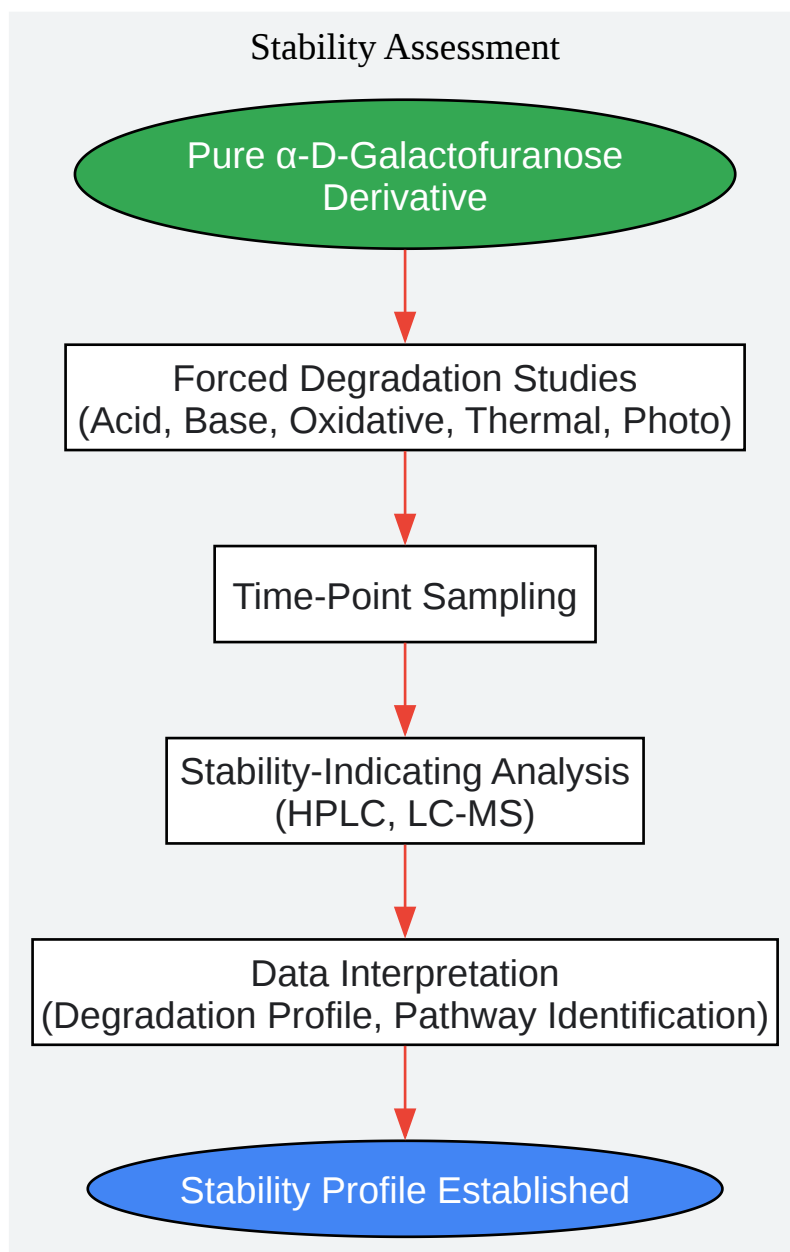 Stability Assessment
Pure α-D-Galactofuranose
Derivative
Forced Degradation Studies
(Acid, Base, Oxidative, Thermal, Photo)
Time-Point Sampling
Stability-Indicating Analysis
(HPLC, LC-MS)
Data Interpretation
(Degradation Profile, Pathway Identification)
Stability Profile Established